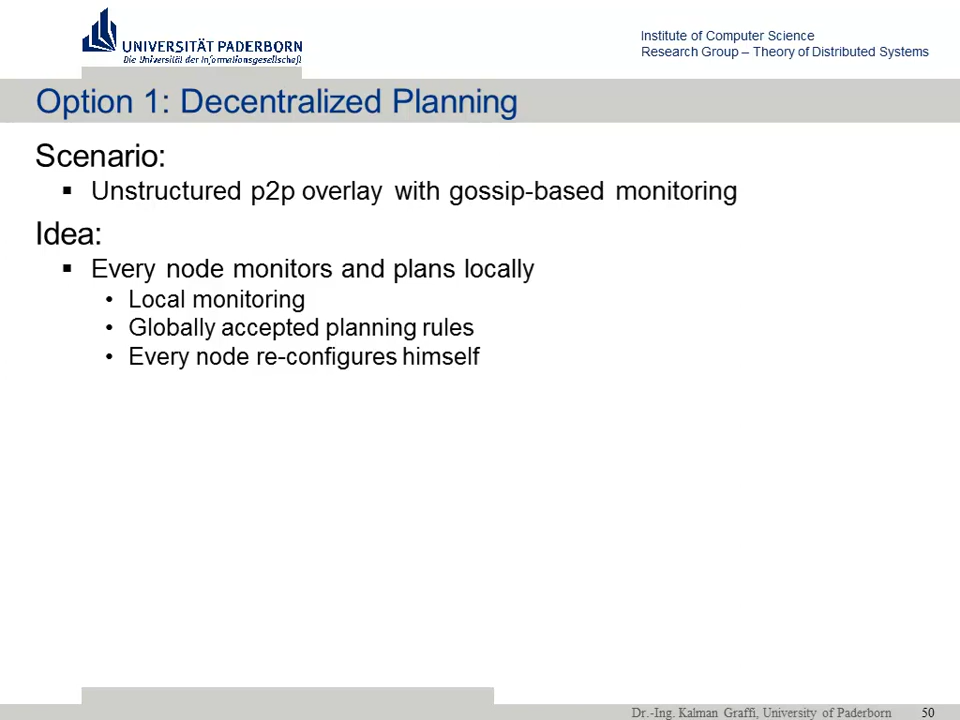 UNIVERSITÄT PADERBORN
Die Universität der Informationsgesellschaft
Institute of Computer Science
Research Group – Theory of Distributed Systems
Option 1: Decentralized Planning
Scenario:
▪ Unstructured p2p overlay with gossip-based monitoring
Idea:
▪ Every node monitors and plans locally
• Local monitoring
• Globally accepted planning rules
• Every node re-configures himself
Dr.-Ing. Kalman Graffi, University of Paderborn 50